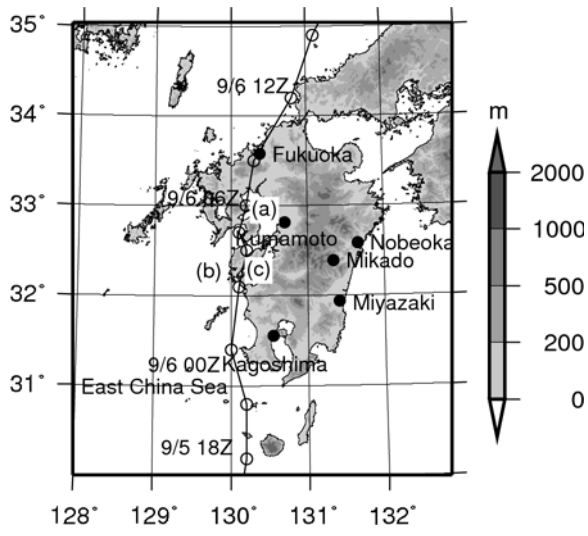 35°
34°
33°
32°
31°
128°
129°
130°
131°
132°
9/6 12Z
Fukuoka
9/6 06Z
(a)
Kumamoto
Nobeoka
(b)
(c)
Mikado
Miyazaki
9/6 00Z
Kagoshima
East China Sea
9/5 18Z
m
2000
1000
500
200
0